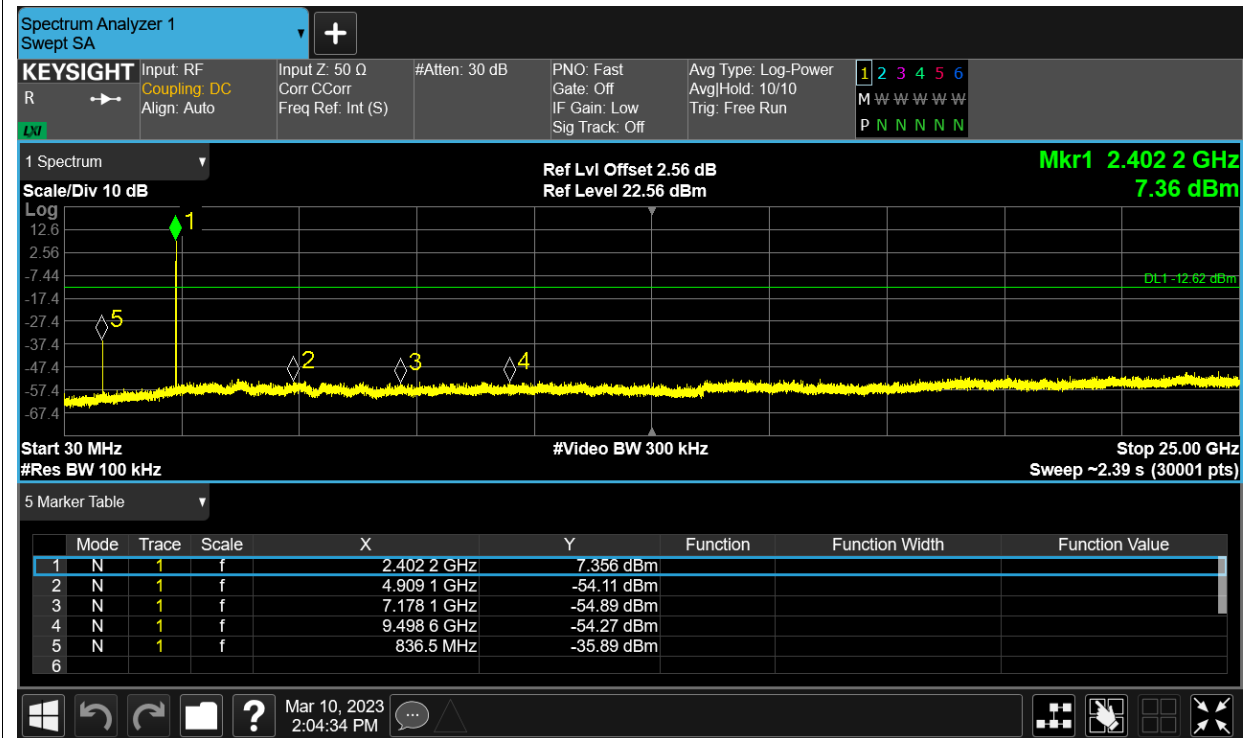 Spectrum Analyzer 1
Swept SA
KEYSIGHT
R
LXI
Input: RF
Coupling: DC
Align: Auto
Input Z: 50 Ω
Corr CCorr
Freq Ref: Int (S)
#Atten: 30 dB
PNO: Fast
Gate: Off
IF Gain: Low
Sig Track: Off
Avg Type: Log-Power
Avg|Hold: 10/10
Trig: Free Run
1 2 3 4 5 6
M W W W W W
P N N N N N
1 Spectrum
Scale/Div 10 dB
Ref Lvl Offset 2.56 dB
Ref Level 22.56 dBm
Mkr1 2.402 2 GHz
7.36 dBm
Log
12.6
2.56
-7.44
-17.4
-27.4
-37.4
-47.4
-57.4
-67.4
1
5
2
3
4
DL1 -12.62 dBm
Start 30 MHz
#Video BW 300 kHz
Stop 25.00 GHz
#Res BW 100 kHz
Sweep ~2.39 s (30001 pts)
5 Marker Table
Mode Trace Scale X Y Function Function Width Function Value
1 N 1 f 2.402 2 GHz 7.356 dBm
2 N 1 f 4.909 1 GHz -54.11 dBm
3 N 1 f 7.178 1 GHz -54.89 dBm
4 N 1 f 9.498 6 GHz -54.27 dBm
5 N 1 f 836.5 MHz -35.89 dBm
6
?
Mar 10, 2023
2:04:34 PM